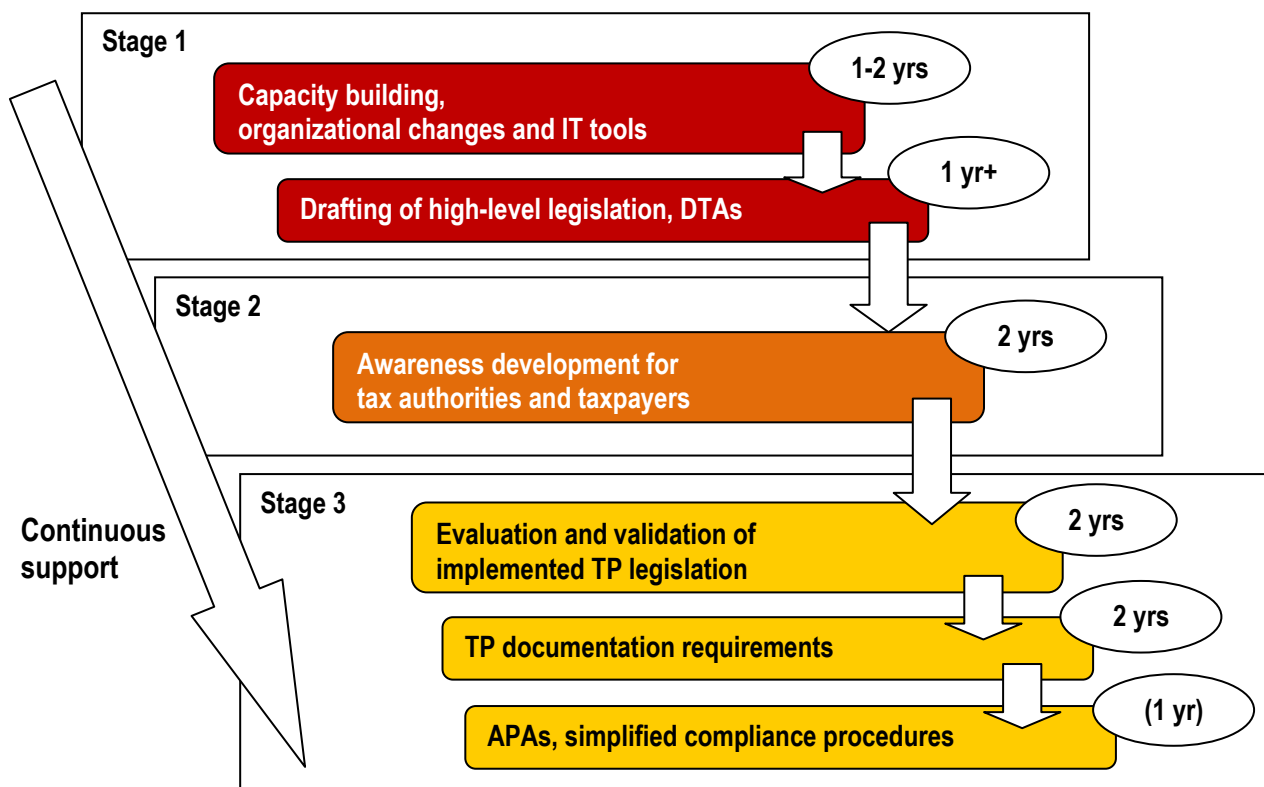 Stage 1
1-2 yrs
Capacity building,
organizational changes and IT tools
1 yr+
Drafting of high-level legislation, DTAs
Stage 2
2 yrs
Awareness development for
tax authorities and taxpayers
Stage 3
2 yrs
Evaluation and validation of
implemented TP legislation
Continuous
support
2 yrs
TP documentation requirements
(1 yr)
APAs, simplified compliance procedures